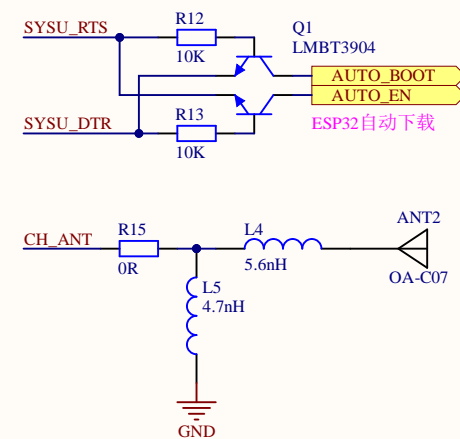 SYSU_RTS
R12
10K
Q1
LMBT3904
AUTO_BOOT
AUTO_EN
SYSU_DTR
R13
10K
ESP32自动下载
CH_ANT
R15
0R
L4
5.6nH
ANT2
OA-C07
L5
4.7nH
GND